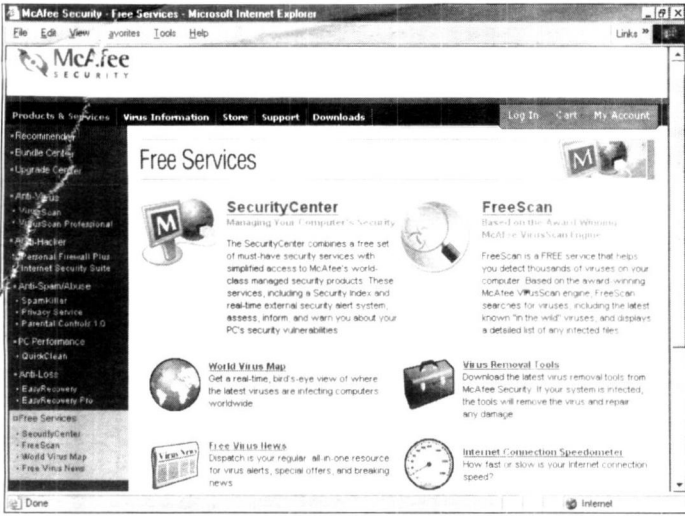 McAfee Security - Free Services - Microsoft Internet Explorer
File Edit View avorites Tools Help
Links »
McAfee
SECURITY
Products & Services Virus Information Store Support Downloads
Log In Cart My Account
Recommended
Bundle Center
Upgrade Center
Anti-Virus
VirusScan
VirusScan Professional
Anti-Hacker
Personal Firewall Plus
Internet Security Suite
Anti-Spam/Abuse
SpamKiller
Privacy Service
Parental Controls 1.0
PC Performance
QuickClean
Anti-Loss
EasyRecovery
EasyRecovery Pro
Free Services
SecurityCenter
FreeScan
World Virus Map
Free Virus News
Free Services
M
M
SecurityCenter
Managing Your Computer's Security
The SecurityCenter combines a free set
of must-have security services with
simplified access to McAfee's world-
class managed security products. These
services, including a Security Index and
real-time external security alert system,
assess, inform and warn you about your
PC's security vulnerabilities
FreeScan
Based on the Award Winning
McAfee VirusScan Engine
FreeScan is a FREE service that helps
you detect thousands of viruses on your
computer. Based on the award-winning
McAfee VirusScan engine, FreeScan
searches for viruses, including the latest
known "in the wild" viruses, and displays
a detailed list of any infected files
World Virus Map
Get a real-time, bird's-eye view of where
the latest viruses are infecting computers
worldwide
Virus Removal Tools
Download the latest virus removal tools from
McAfee Security. If your system is infected,
the tools will remove the virus and repair
any damage
Virus News
Free Virus News
Dispatch is your regular all in-one resource
for virus alerts, special offers, and breaking
news
Internet Connection Speedometer
How fast or slow is your Internet connection
speed?
Done
Internet